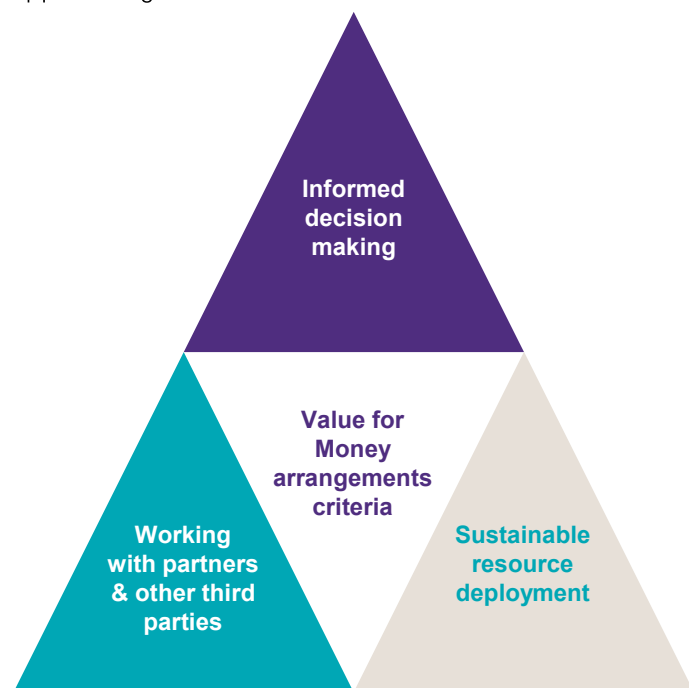 Informed
decision
making
Value for
Money
arrangements
criteria
Working
with partners
& other third
parties
Sustainable
resource
deployment